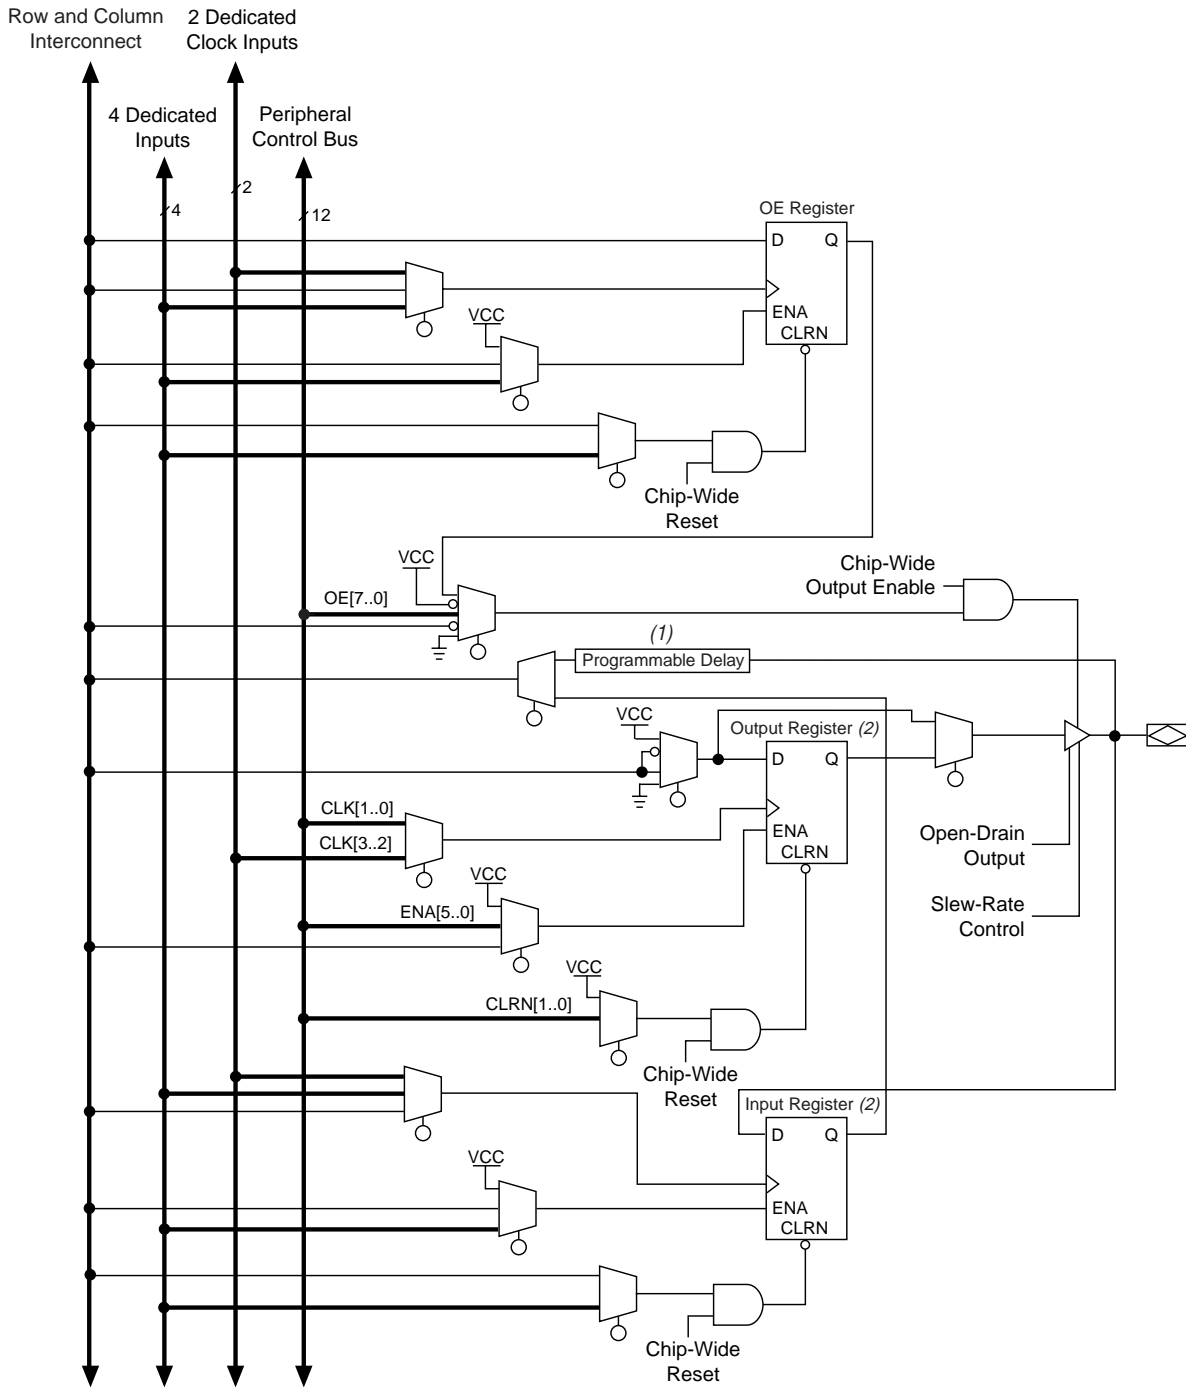 Row and Column
Interconnect
2 Dedicated
Clock Inputs
4 Dedicated
Inputs
Peripheral
Control Bus
2
4
12
OE Register
D Q
ENA
CLRN
VCC
Chip-Wide
Reset
VCC
OE[7..0]
Chip-Wide
Output Enable
(1)
Programmable Delay
VCC
Output Register (2)
D Q
ENA
CLRN
CLK[1..0]
CLK[3..2]
Open-Drain
Output
VCC
ENA[5..0]
Slew-Rate
Control
VCC
CLRN[1..0]
Chip-Wide
Reset
Input Register (2)
D Q
ENA
CLRN
VCC
Chip-Wide
Reset